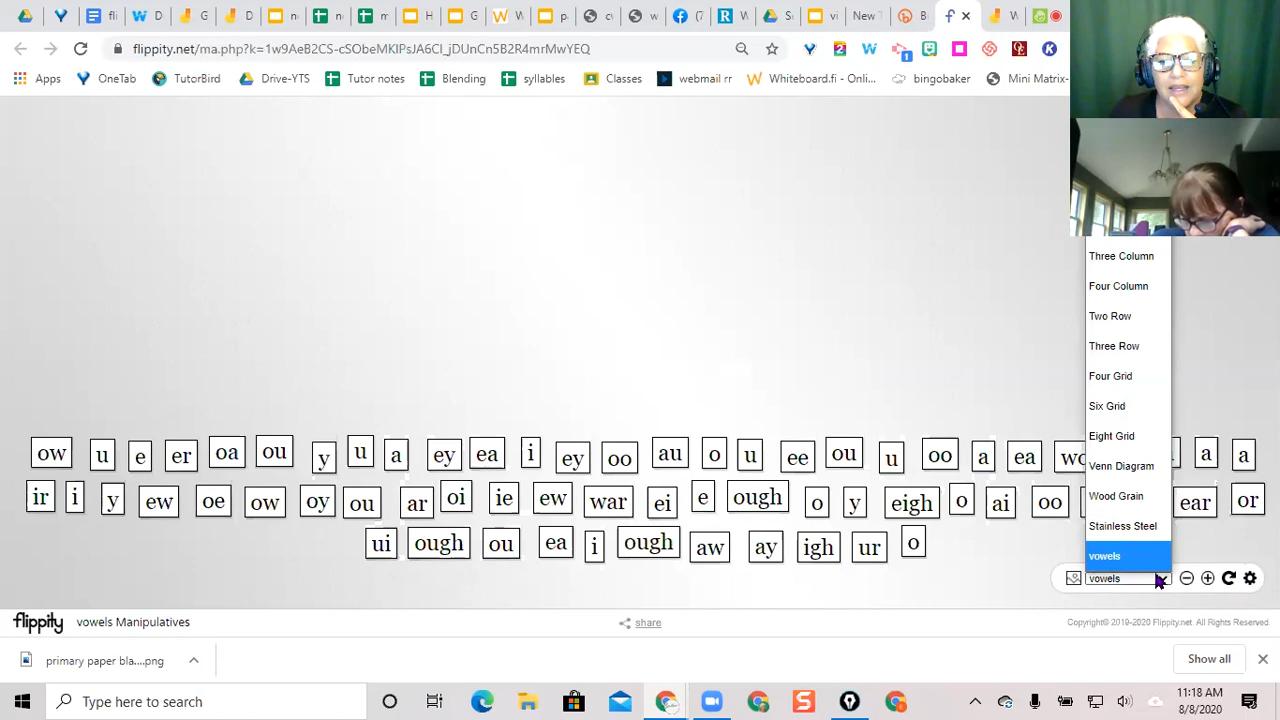 fli
W D
G
D
n
n
m
H
G
W
p
c
w
(7
N
vi
New T
B
W
flippity.net/ma.php?k=1w9AeB2CS-cSObeMKIPsJA6CI_jDUnCn5B2R4mrMwYEQ
Apps OneTab TutorBird Drive-YTS Tutor notes Blending syllables Classes webmail rr Whiteboard.fi - Onli... bingobaker Mini Matrix-
Three Column
Four Column
Two Row
Three Row
Four Grid
Six Grid
Eight Grid
Venn Diagram
Wood Grain
Stainless Steel
vowels
vowels
ow u e er oa ou y u a ey ea i ey oo au o u ee ou u oo a ea a a
ir i y ew oe ow oy ou ar oi ie ew war ei e ough o y eigh o ai oo ear or
ui ough ou ea i ough aw ay igh ur o
flippity vowels Manipulatives share Copyright© 2019-2020 Flippity.net. All Rights Reserved.
primary paper bla....png Show all
Type here to search
11:18 AM
8/8/2020